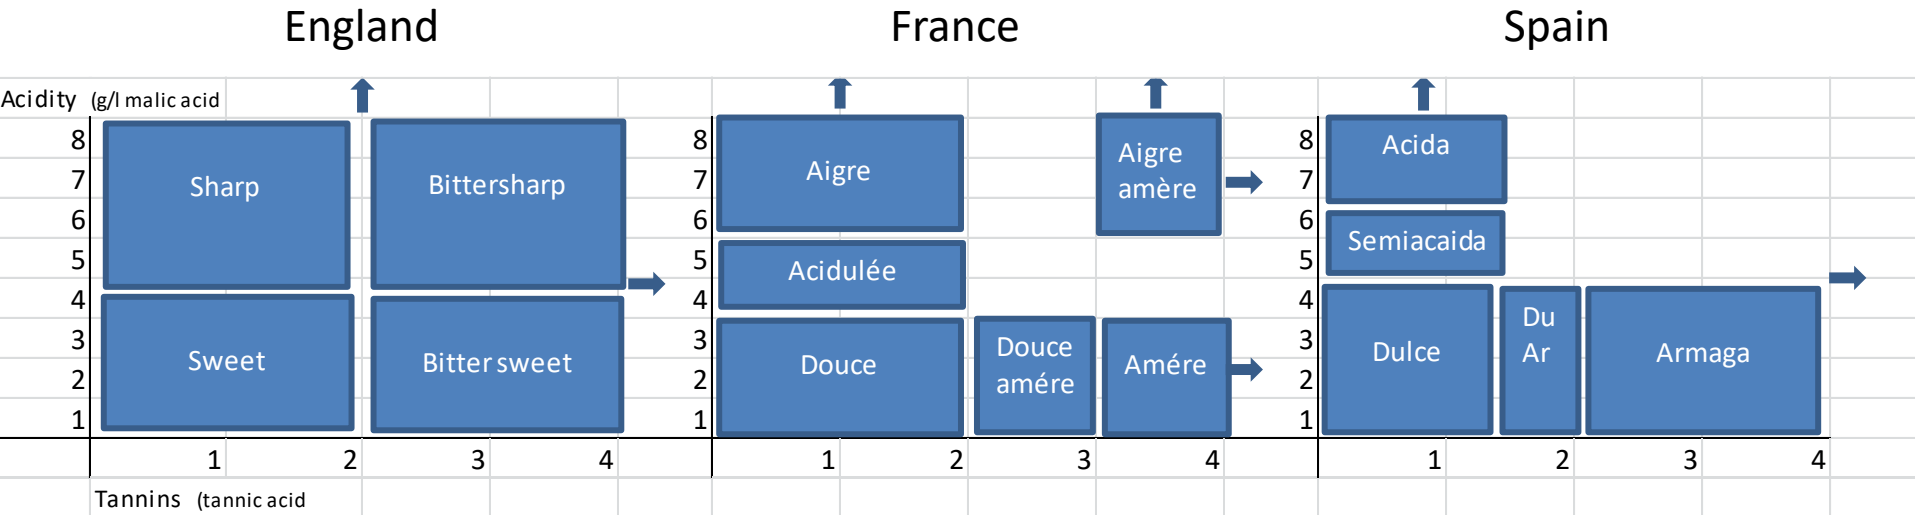 England
France
Spain
Acidity (g/l malic acid
8
7
6
5
4
3
2
1
Sharp
Bittersharp
Sweet
Bitter sweet
1 2 3 4
Tannins (tannic acid
8
7
6
5
4
3
2
1
Aigre
Aigre
amère
Acidulée
Douce
Douce
amére
Amére
1 2 3 4
8
7
6
5
4
3
2
1
Acida
Semiacaida
Dulce
Du
Ar
Armaga
1 2 3 4